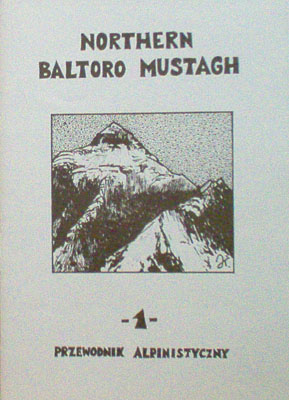 NORTHERN
BALTORO MUSTAGH
-1-
PRZEWODNIK ALPINISTYCZNY